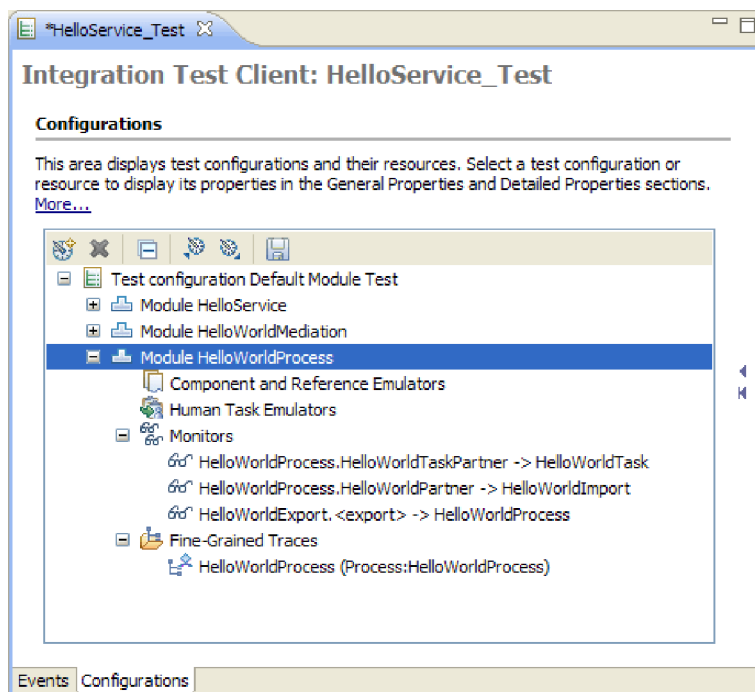 *HelloService_Test
Integration Test Client: HelloService_Test
Configurations
This area displays test configurations and their resources. Select a test configuration or
resource to display its properties in the General Properties and Detailed Properties sections.
More...
Test configuration Default Module Test
Module HelloService
Module HelloWorldMediation
Module HelloWorldProcess
Component and Reference Emulators
Human Task Emulators
Monitors
HelloWorldProcess.HelloWorldTaskPartner -> HelloWorldTask
HelloWorldProcess.HelloWorldPartner -> HelloWorldImport
HelloWorldExport.<export> -> HelloWorldProcess
Fine-Grained Traces
HelloWorldProcess (Process:HelloWorldProcess)
Events Configurations